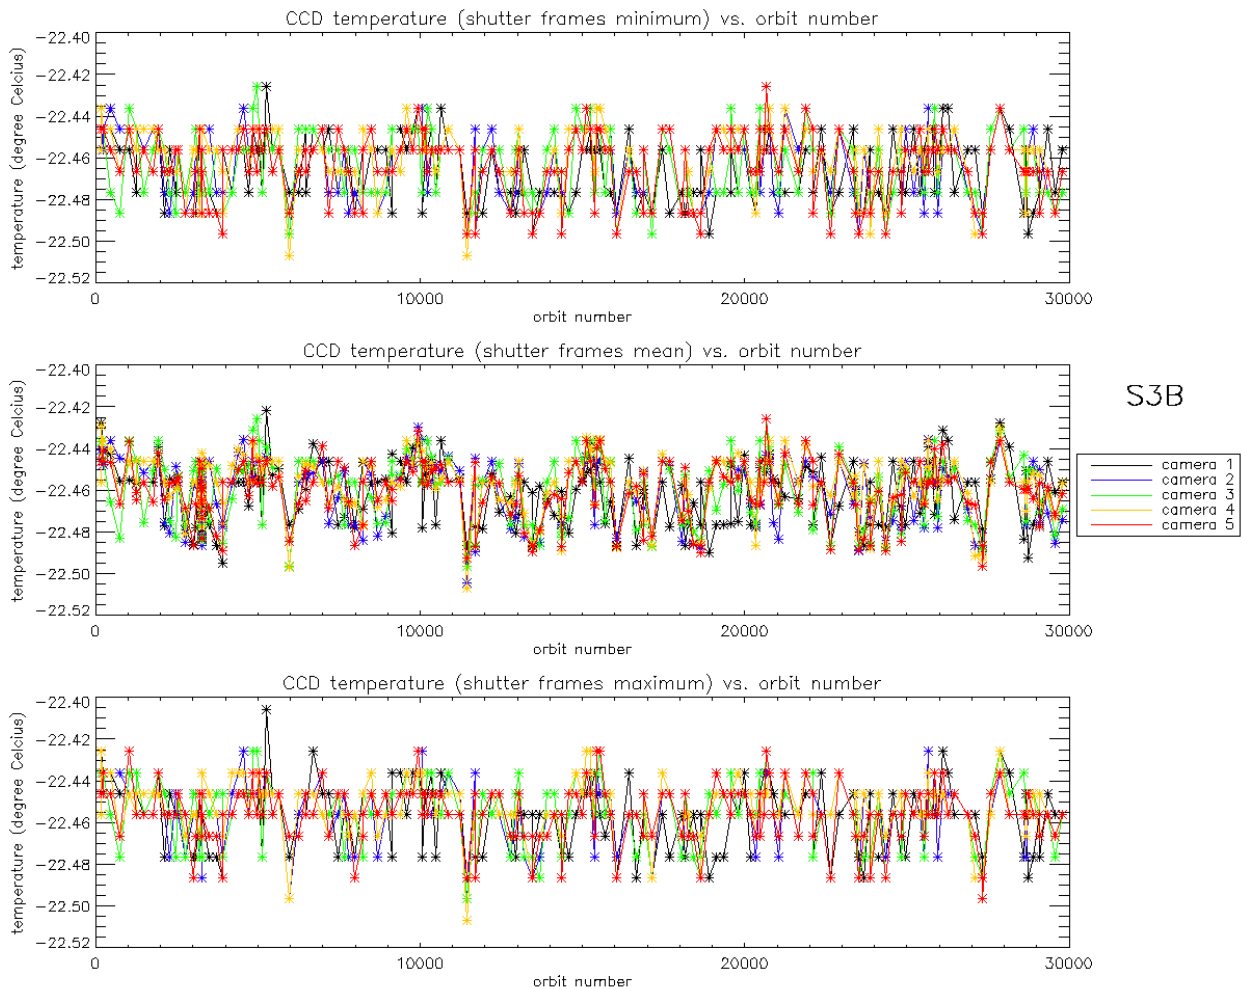 CCD temperature (shutter frames minimum) vs. orbit number
temperature (degree Celcius)
-22.40
-22.42
-22.44
-22.46
-22.48
-22.50
-22.52
0 10000 20000 30000
orbit number
CCD temperature (shutter frames mean) vs. orbit number
temperature (degree Celcius)
-22.40
-22.42
-22.44
-22.46
-22.48
-22.50
-22.52
0 10000 20000 30000
orbit number
S3B
camera 1
camera 2
camera 3
camera 4
camera 5
CCD temperature (shutter frames maximum) vs. orbit number
temperature (degree Celcius)
-22.40
-22.42
-22.44
-22.46
-22.48
-22.50
-22.52
0 10000 20000 30000
orbit number